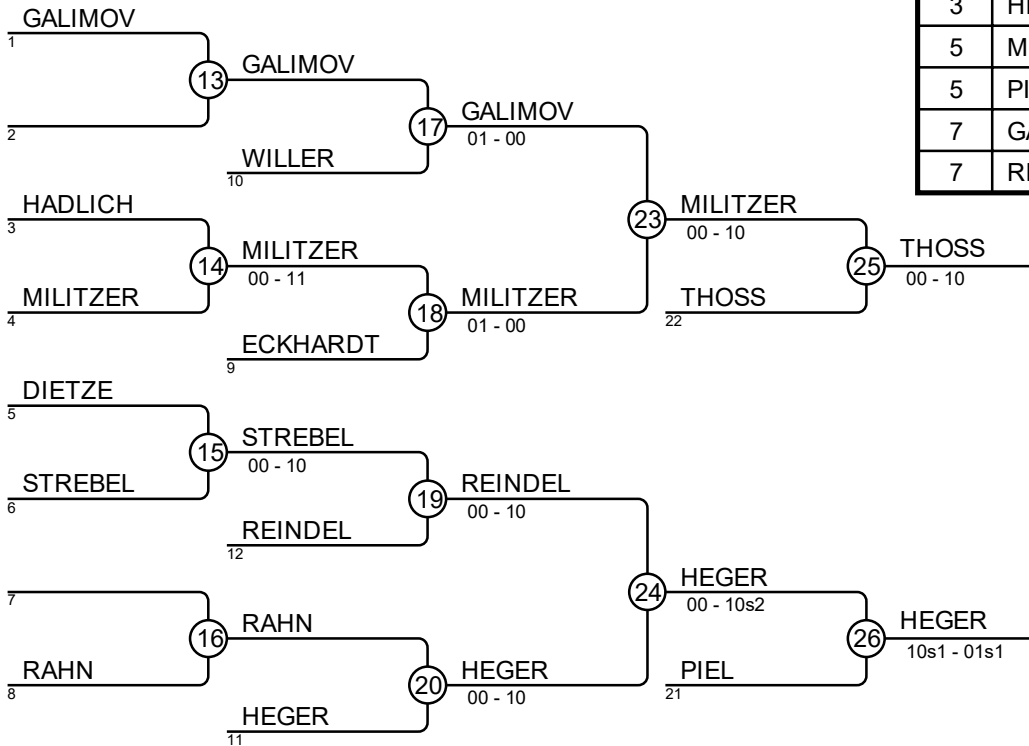 GALIMOV
1
13
GALIMOV
2
17
GALIMOV
01 - 00
WILLER
10
HADLICH
3
14
MILITZER
00 - 11
MILITZER
4
18
MILITZER
01 - 00
ECKHARDT
9
23
MILITZER
00 - 10
THOSS
22
25
THOSS
00 - 10
DIETZE
5
15
STREBEL
00 - 10
STREBEL
6
19
REINDEL
00 - 10
REINDEL
12
7
16
RAHN
RAHN
8
20
HEGER
00 - 10
HEGER
11
24
HEGER
00 - 10s2
PIEL
21
26
HEGER
10s1 - 01s1
3
5 M
5 PI
7 GA
7